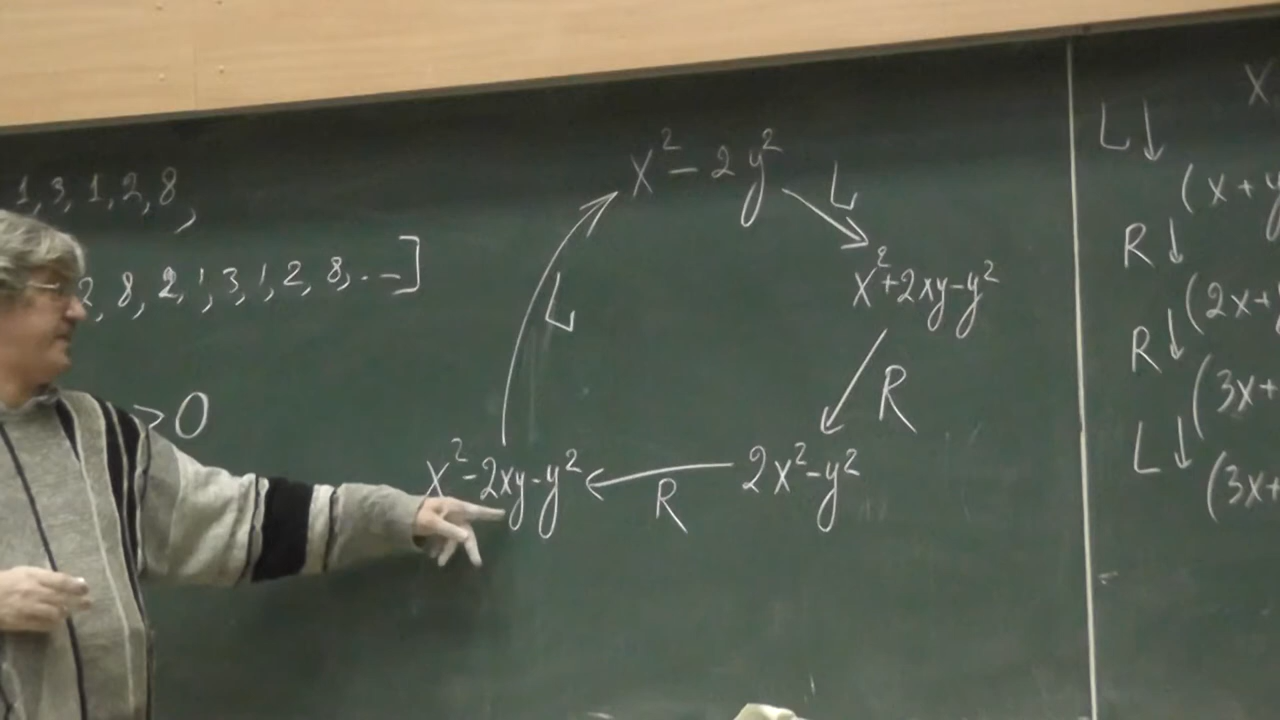 1, 3, 1, 2, 8,
2, 8, 2, 1, 3, 1, 2, 8, ...]
> 0
x² - 2y²
L
x² + 2xy - y²
R
2x² - y²
R
x² - 2xy - y²
L
x
L ↓
(x + y
R ↓
(2x + y
R ↓
(3x +
L ↓
(3x +